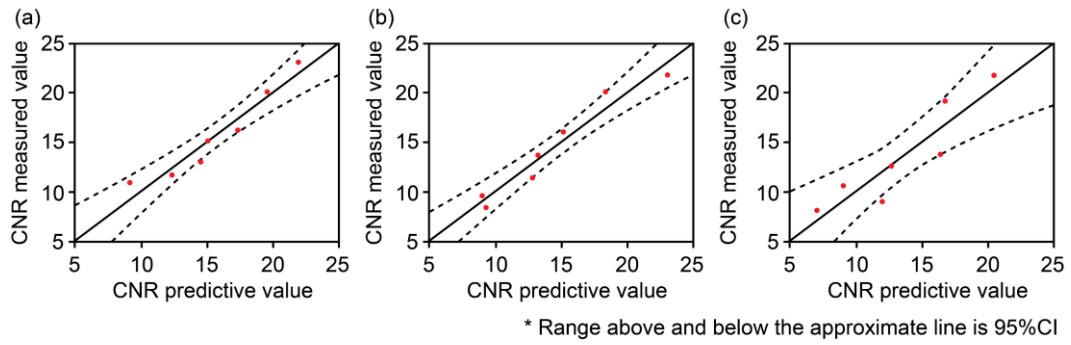 (a)
CNR measured value
25
20
15
10
5
5 10 15 20 25
CNR predictive value
(b)
CNR measured value
25
20
15
10
5
5 10 15 20 25
CNR predictive value
(c)
CNR measured value
25
20
15
10
5
5 10 15 20 25
CNR predictive value
* Range above and below the approximate line is 95%CI